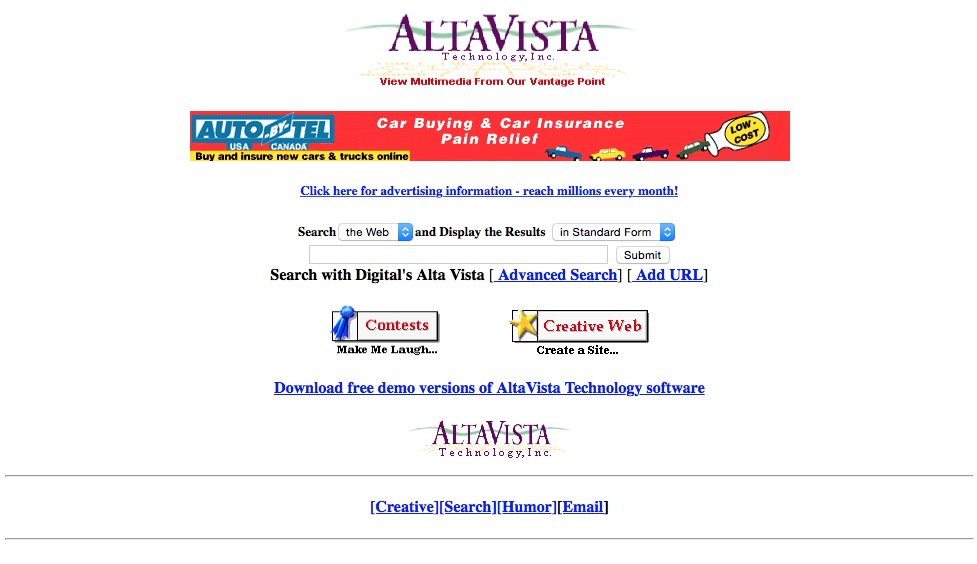 ALTAVISTA
Technology, Inc.
View Multimedia From Our Vantage Point
AUTO-BY-TEL
USA CANADA
Buy and insure new cars & trucks online
Car Buying & Car Insurance
Pain Relief
LOW-
COST
Click here for advertising information - reach millions every month!
Search the Web and Display the Results in Standard Form
Submit
Search with Digital's Alta Vista [ Advanced Search] [ Add URL]
Contests
Make Me Laugh...
Creative Web
Create a Site...
Download free demo versions of AltaVista Technology software
ALTAVISTA
Technology, Inc.
[Creative][Search][Humor][Email]